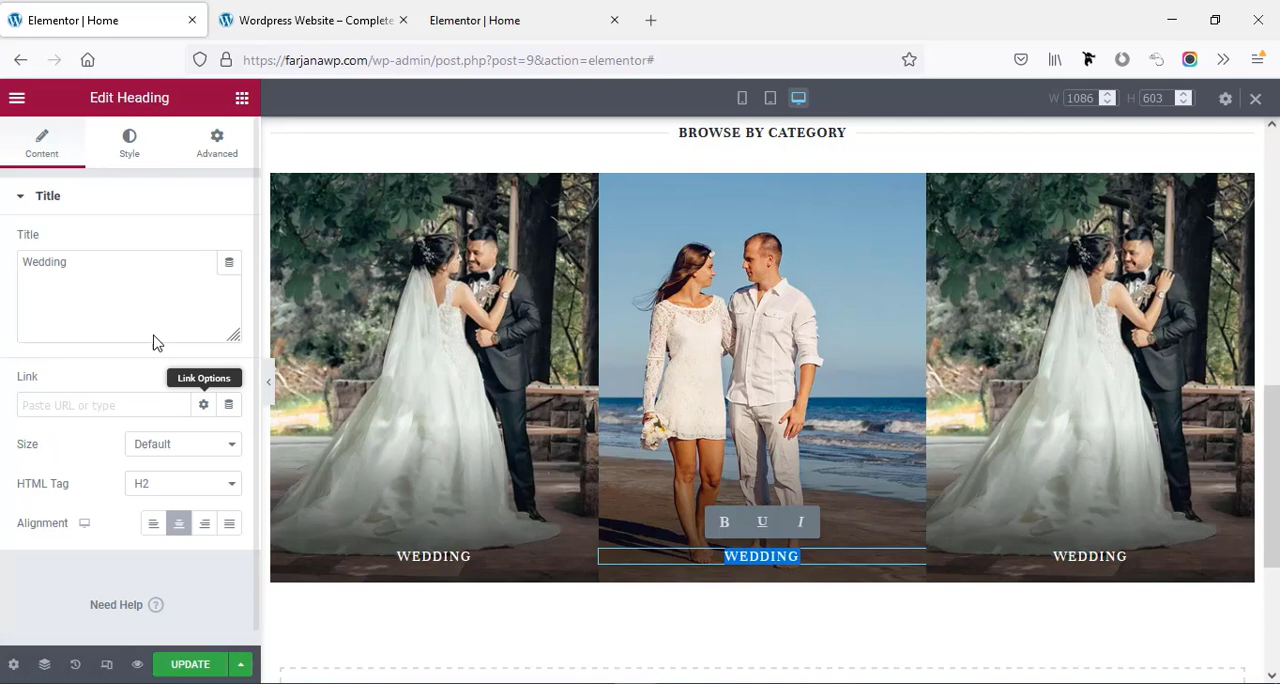 Elementor | Home
Wordpress Website – Complete
Elementor | Home
https://farjanawp.com/wp-admin/post.php?post=9&action=elementor#
Edit Heading
W 1086 H 603
Content
Style
Advanced
BROWSE BY CATEGORY
Title
Title
Wedding
Link
Link Options
Paste URL or type
Size
Default
HTML Tag
H2
Alignment
B U I
WEDDING
WEDDING
WEDDING
Need Help ?
UPDATE